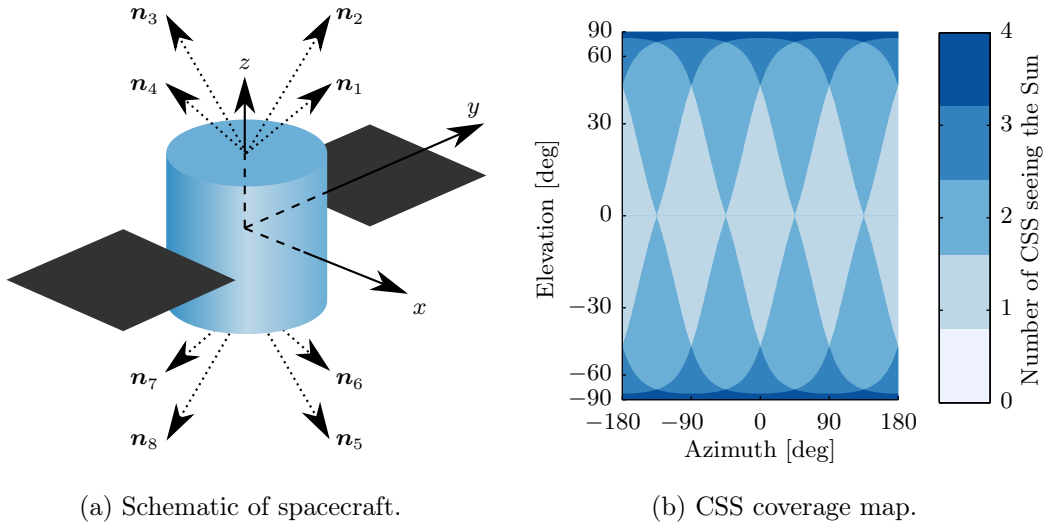 n₃
n₂
z
n₄
n₁
y
x
n₇
n₆
n₈
n₅
(a) Schematic of spacecraft.
90
60
30
0
−30
−60
−90
Elevation [deg]
−180
−90
0
90
180
Azimuth [deg]
4
3
2
1
0
Number of CSS seeing the Sun
(b) CSS coverage map.